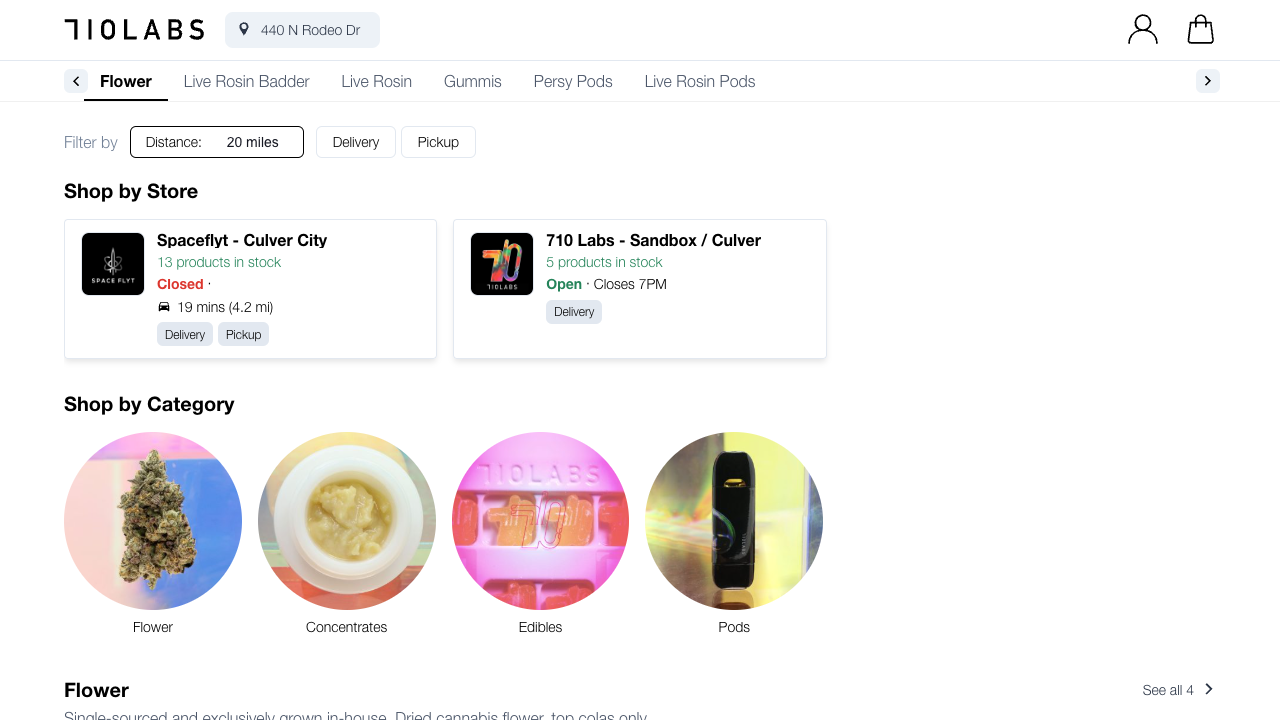 710LABS
440 N Rodeo Dr
Flower
Live Rosin Badder
Live Rosin
Gummis
Persy Pods
Live Rosin Pods
Filter by
Distance: 20 miles
Delivery
Pickup
Shop by Store
SPACE FLYT
Spaceflyt - Culver City
13 products in stock
Closed ·
19 mins (4.2 mi)
Delivery
Pickup
710
710LABS
710 Labs - Sandbox / Culver
5 products in stock
Open · Closes 7PM
Delivery
Shop by Category
710LABS
710
Flower
Concentrates
Edibles
Pods
Flower
See all 4
Single-sourced and exclusively grown in-house. Dried cannabis flower, top colas only.